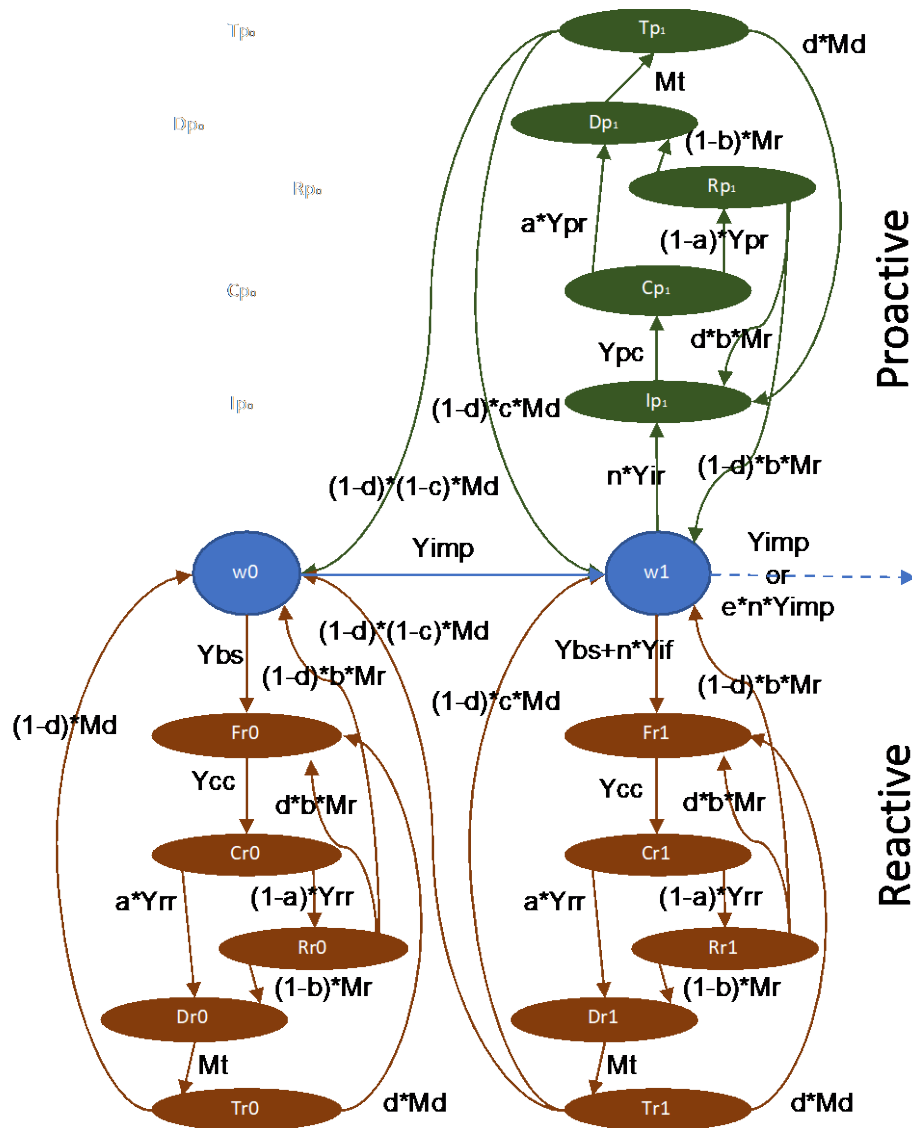 Tp₀
Tp₁
d*Md
Mt
Dp₀
Dp₁
(1-b)*Mr
Rp₀
Rp₁
a*Ypr
(1-a)*Ypr
Proactive
Cp₀
Cp₁
Ypc
d*b*Mr
Ip₀
Ip₁
(1-d)*c*Md
n*Yir
(1-d)*b*Mr
(1-d)*(1-c)*Md
w0
Yimp
w1
Yimp
or
e*n*Yimp
Ybs
(1-d)*(1-c)*Md
Ybs+n*Yif
(1-d)*b*Mr
(1-d)*c*Md
(1-d)*b*Mr
(1-d)*Md
Fr0
Fr1
Ycc
d*b*Mr
Ycc
d*b*Mr
Reactive
Cr0
Cr1
a*Yrr
(1-a)*Yrr
a*Yrr
(1-a)*Yrr
Rr0
Rr1
(1-b)*Mr
(1-b)*Mr
Dr0
Dr1
Mt
Mt
Tr0
d*Md
Tr1
d*Md